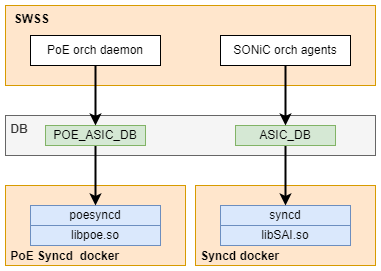 SWSS
PoE orch daemon
SONiC orch agents
DB
POE_ASIC_DB
ASIC_DB
poesyncd
libpoe.so
PoE Syncd docker
syncd
libSAI.so
Syncd docker